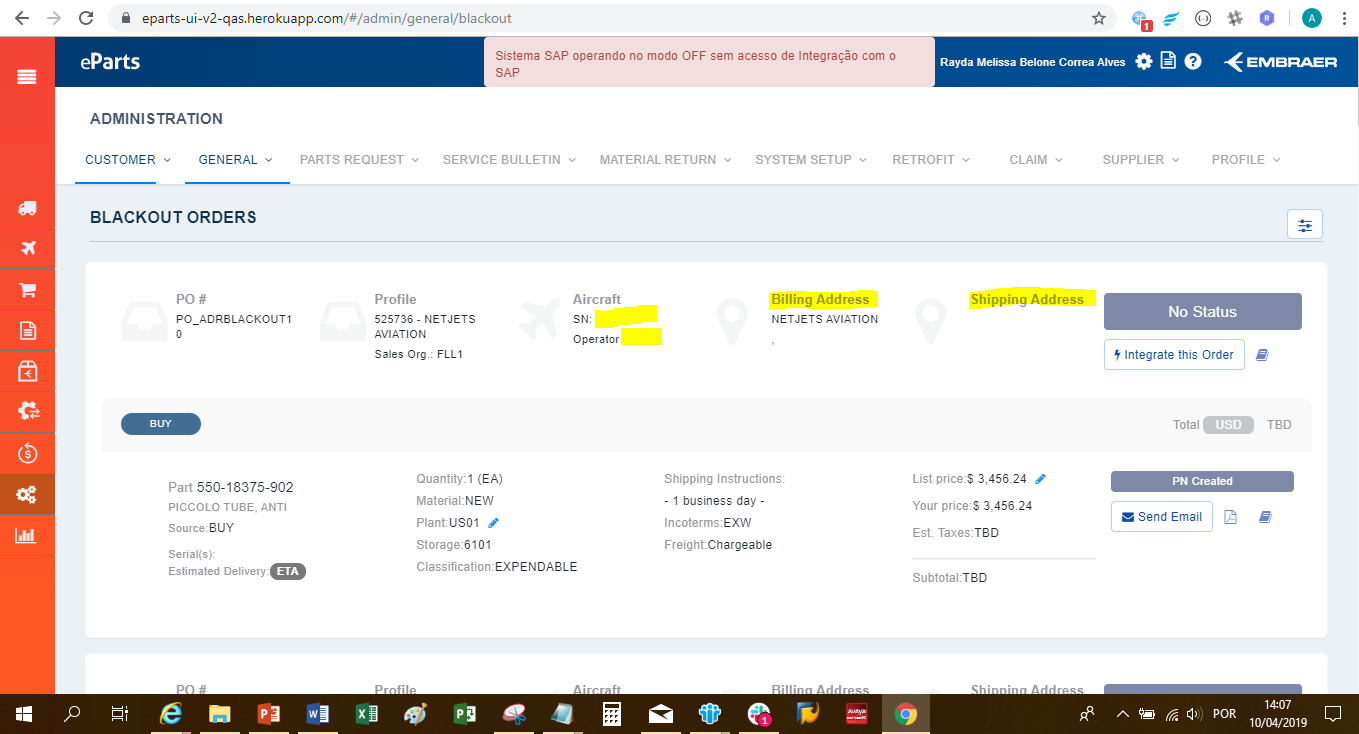 eparts-ui-v2-qas.herokuapp.com/#/admin/general/blackout
1
R
A
eParts
Sistema SAP operando no modo OFF sem acesso de Integração com o
SAP
Rayda Melissa Belone Correa Alves
EMBRAER
ADMINISTRATION
CUSTOMER
GENERAL
PARTS REQUEST
SERVICE BULLETIN
MATERIAL RETURN
SYSTEM SETUP
RETROFIT
CLAIM
SUPPLIER
PROFILE
BLACKOUT ORDERS
PO #
PO_ADRBLACKOUT1
0
Profile
525736 - NETJETS
AVIATION
Sales Org.: FLL1
Aircraft
SN:
Operator
Billing Address
NETJETS AVIATION
,
Shipping Address
No Status
Integrate this Order
BUY
Total USD TBD
Part 550-18375-902
PICCOLO TUBE, ANTI
Source:BUY
Serial(s):
Estimated Delivery: ETA
Quantity:1 (EA)
Material:NEW
Plant:US01
Storage:6101
Classification:EXPENDABLE
Shipping Instructions:
- 1 business day -
Incoterms:EXW
Freight:Chargeable
List price:$ 3,456.24
Your price:$ 3,456.24
Est. Taxes:TBD
Subtotal:TBD
PN Created
Send Email
PO #
Profile
Aircraft
Billing Address
Shipping Address
1
AVAYA
POR
14:07
10/04/2019